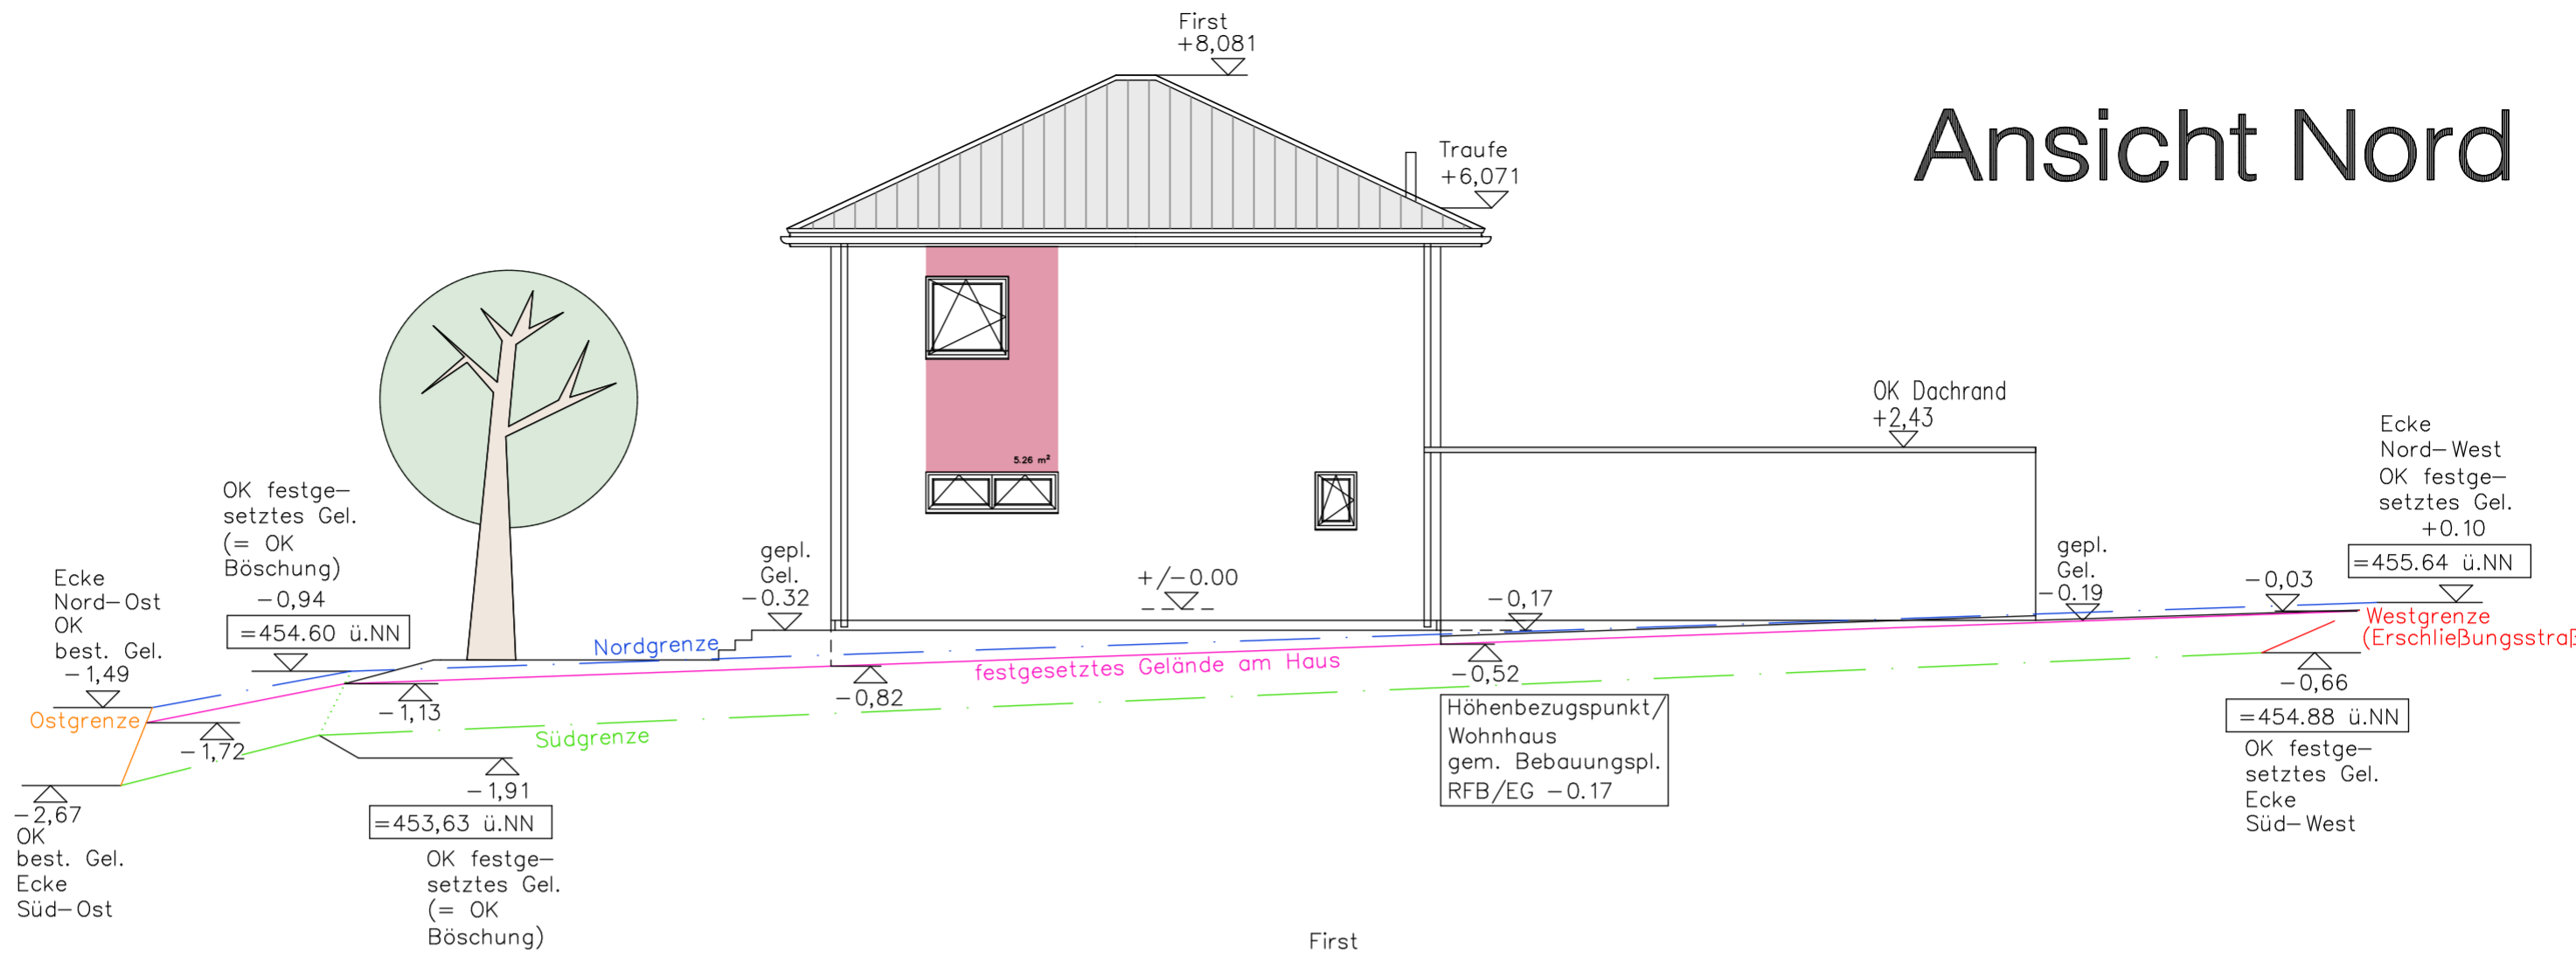 First
+8,081
Ansicht Nord
Traufe
+6,071
5.26 m²
OK Dachrand
+2,43
Ecke
Nord-West
OK festge-
setztes Gel.
+0.10
=455.64 ü.NN
OK festge-
setztes Gel.
(= OK
Böschung)
-0,94
=454.60 ü.NN
Ecke
Nord-Ost
OK
best. Gel.
-1,49
gepl.
Gel.
-0.32
+/-0.00
-0,17
gepl.
Gel.
-0.19
-0,03
Westgrenze
(Erschließungsstraß
Nordgrenze
festgesetztes Gelände am Haus
Ostgrenze
-1,72
-1,13
-0,82
-0,52
-0,66
=454.88 ü.NN
OK festge-
setztes Gel.
Ecke
Süd-West
Höhenbezugspunkt/
Wohnhaus
gem. Bebauungspl.
RFB/EG -0.17
Südgrenze
-1,91
=453,63 ü.NN
OK festge-
setztes Gel.
(= OK
Böschung)
-2,67
OK
best. Gel.
Ecke
Süd-Ost
First